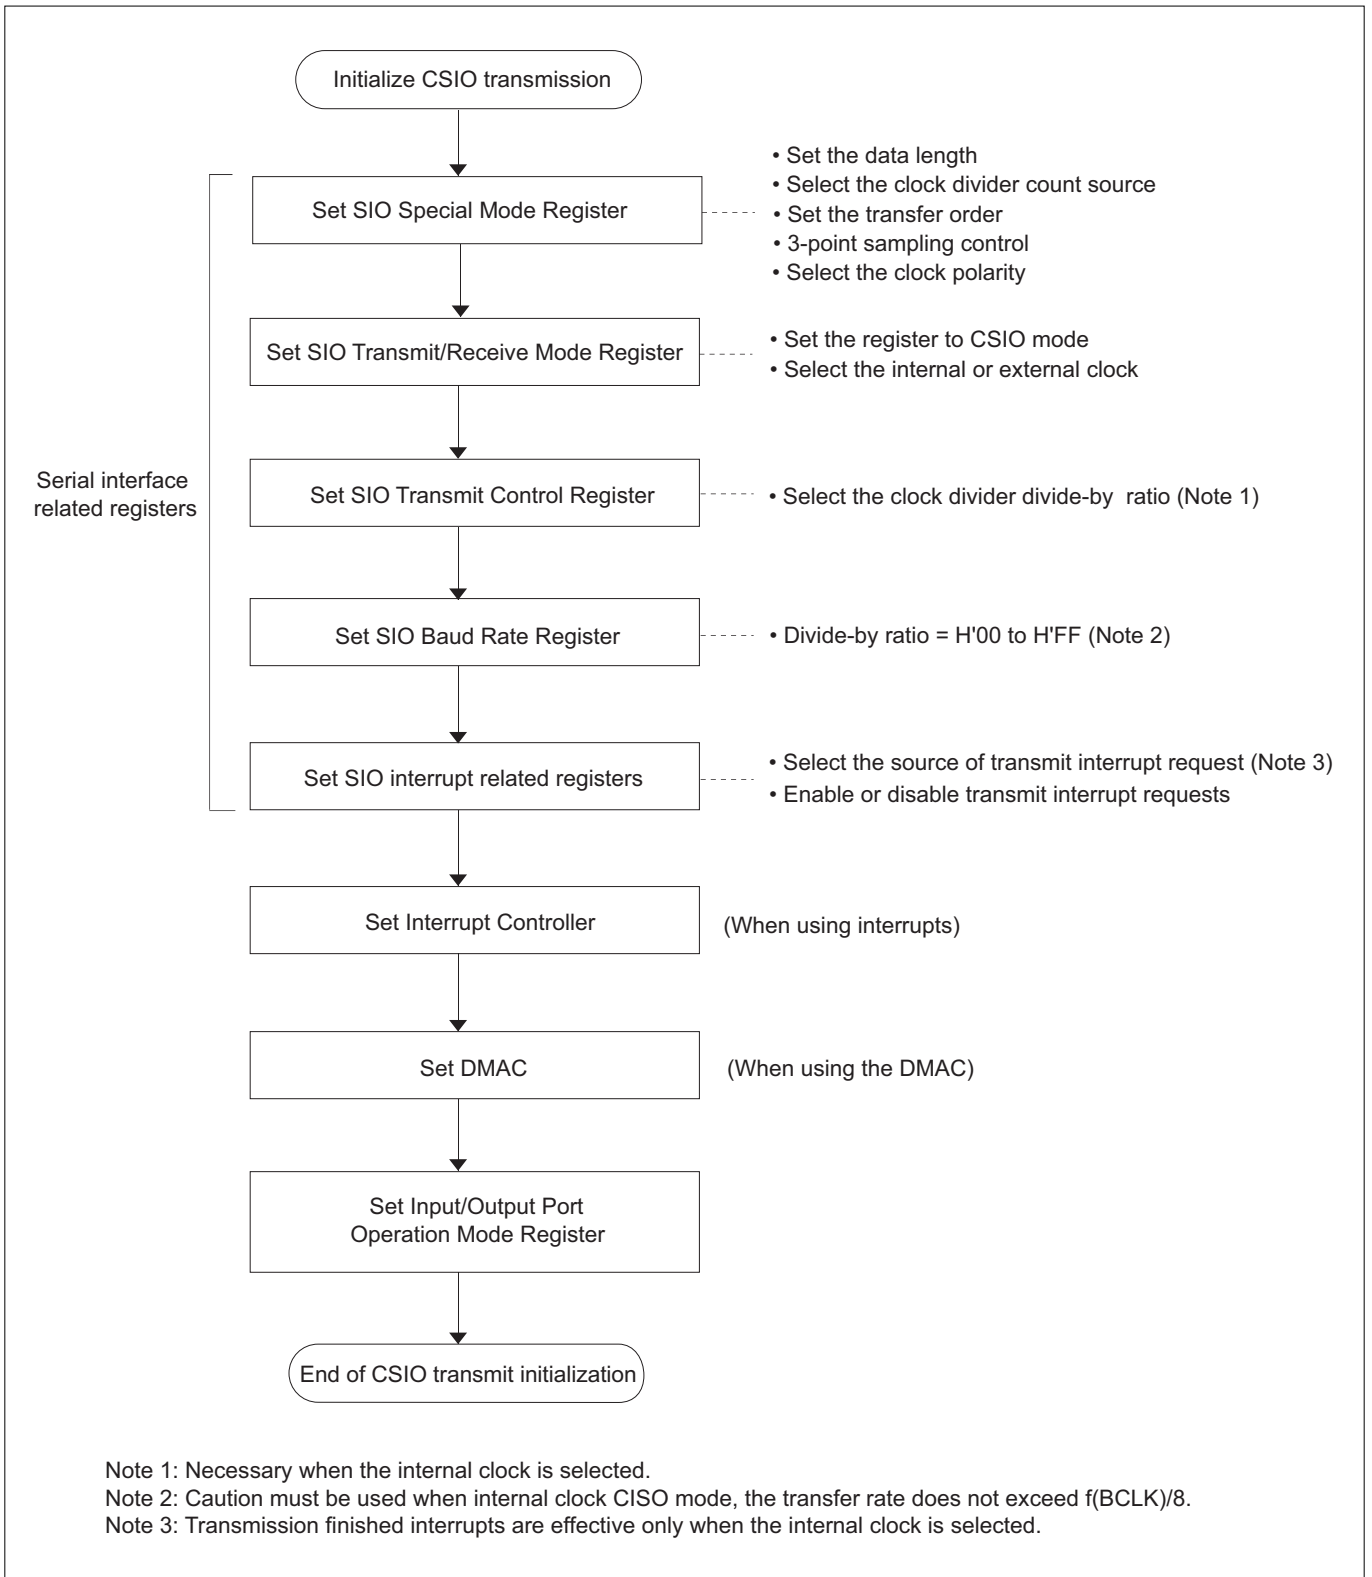 Initialize CSIO transmission
Set SIO Special Mode Register
• Set the data length
• Select the clock divider count source
• Set the transfer order
• 3-point sampling control
• Select the clock polarity
Set SIO Transmit/Receive Mode Register
• Set the register to CSIO mode
• Select the internal or external clock
Serial interface
related registers
Set SIO Transmit Control Register
• Select the clock divider divide-by ratio (Note 1)
Set SIO Baud Rate Register
• Divide-by ratio = H'00 to H'FF (Note 2)
Set SIO interrupt related registers
• Select the source of transmit interrupt request (Note 3)
• Enable or disable transmit interrupt requests
Set Interrupt Controller
(When using interrupts)
Set DMAC
(When using the DMAC)
Set Input/Output Port
Operation Mode Register
End of CSIO transmit initialization
Note 1: Necessary when the internal clock is selected.
Note 2: Caution must be used when internal clock CISO mode, the transfer rate does not exceed f(BCLK)/8.
Note 3: Transmission finished interrupts are effective only when the internal clock is selected.